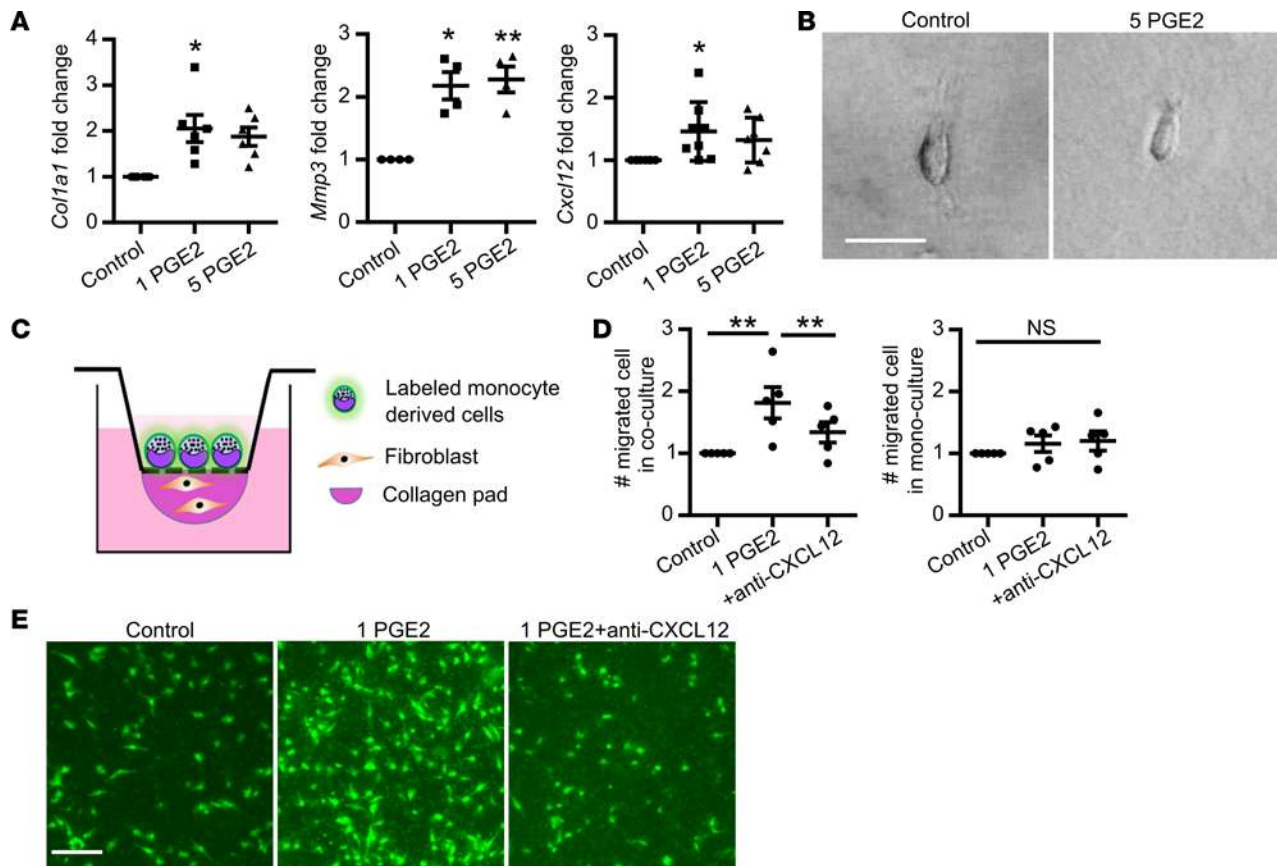 A
Col1a1 fold change
4
3
2
1
0
*
Control
1 PGE2
5 PGE2
Mmp3 fold change
3
2
1
0
*
**
Control
1 PGE2
5 PGE2
Cxcl12 fold change
3
2
1
0
*
Control
1 PGE2
5 PGE2
B
Control
5 PGE2
C
Labeled monocyte
derived cells
Fibroblast
Collagen pad
D
# migrated cell
in co-culture
3
2
1
0
**
**
Control
1 PGE2
+anti-CXCL12
# migrated cell
in mono-culture
3
2
1
0
NS
Control
1 PGE2
+anti-CXCL12
E
Control
1 PGE2
1 PGE2+anti-CXCL12